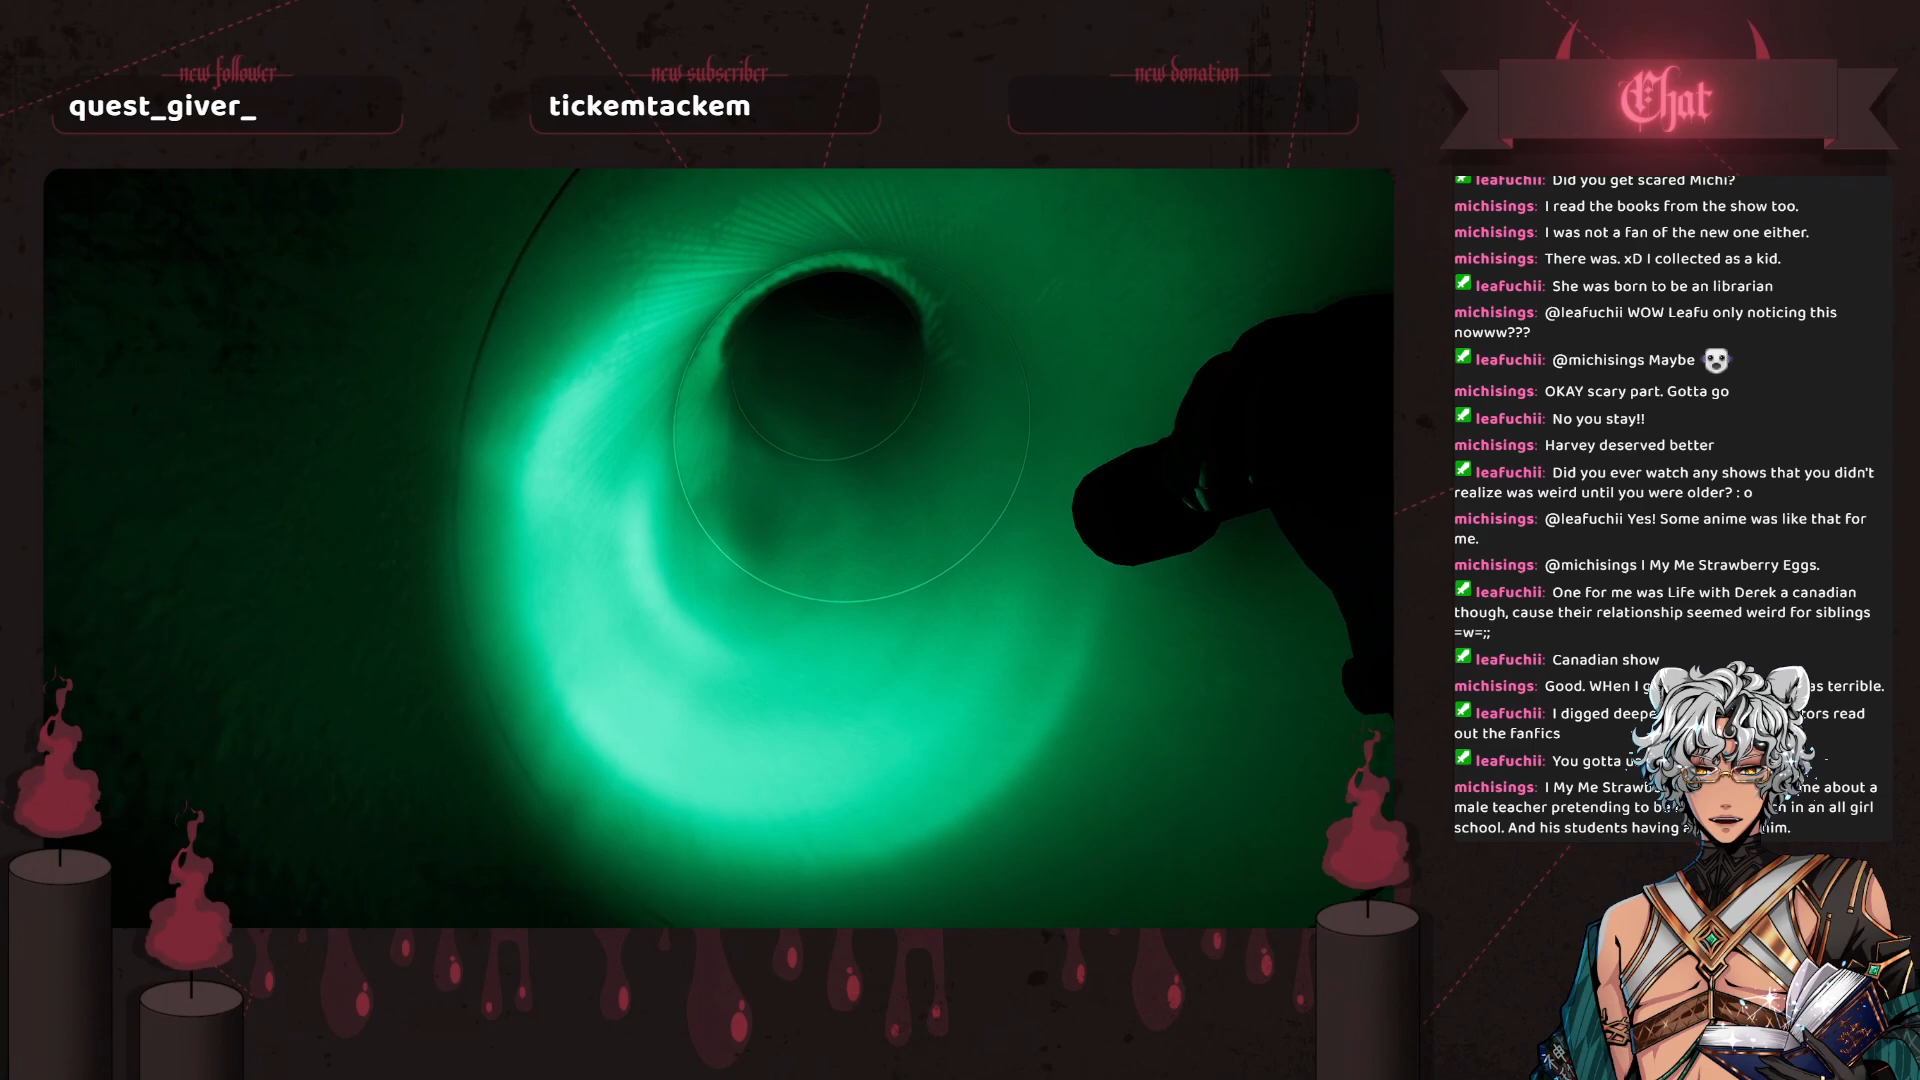 new follower
quest_giver_
new subscriber
tickemtackem
new donation
Chat
leafuchii: Did you get scared Michi?
michisings: I read the books from the show too.
michisings: I was not a fan of the new one either.
michisings: There was. xD I collected as a kid.
leafuchii: She was born to be an librarian
michisings: @leafuchii WOW Leafu only noticing this
nowww???
leafuchii: @michisings Maybe
michisings: OKAY scary part. Gotta go
leafuchii: No you stay!!
michisings: Harvey deserved better
leafuchii: Did you ever watch any shows that you didn't
realize was weird until you were older? : o
michisings: @leafuchii Yes! Some anime was like that for
me.
michisings: @michisings I My Me Strawberry Eggs.
leafuchii: One for me was Life with Derek a canadian
though, cause their relationship seemed weird for siblings
=w=;;
leafuchii: Canadian show
michisings: Good. WHen I as terrible.
leafuchii: I digged read
out the fanfics
leafuchii: You gotta
michisings: I My Me about a
male teacher pretending to in an all girl
school. And his students having